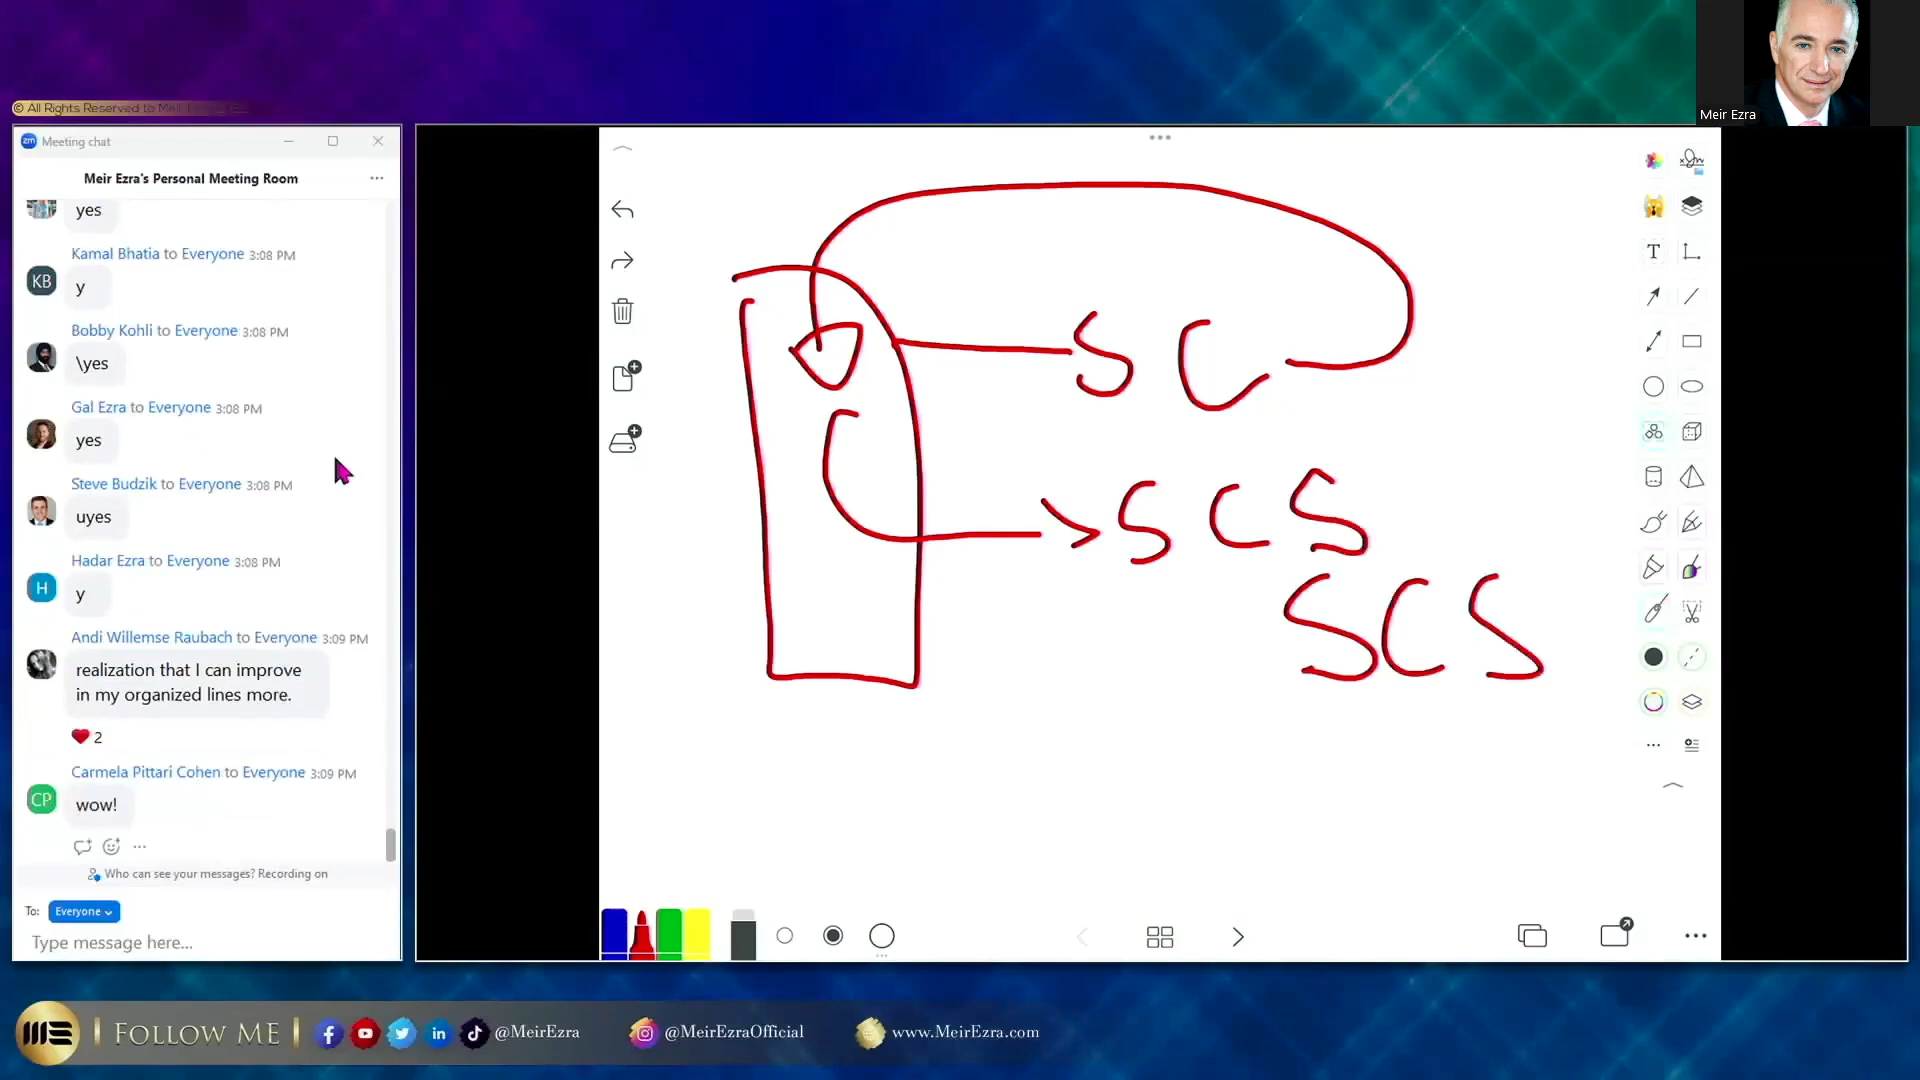 © All Rights Reserved to Meir
Meir Ezra
zm Meeting chat
Meir Ezra's Personal Meeting Room
yes
Kamal Bhatia to Everyone 3:08 PM
KB
y
Bobby Kohli to Everyone 3:08 PM
\yes
Gal Ezra to Everyone 3:08 PM
yes
Steve Budzik to Everyone 3:08 PM
uyes
Hadar Ezra to Everyone 3:08 PM
H
y
Andi Willemse Raubach to Everyone 3:09 PM
realization that I can improve
in my organized lines more.
2
Carmela Pittari Cohen to Everyone 3:09 PM
CP
wow!
Who can see your messages? Recording on
To: Everyone
Type message here...
S C
S C S
S C S
T
ME FOLLOW ME @MeirEzra @MeirEzraOfficial www.MeirEzra.com